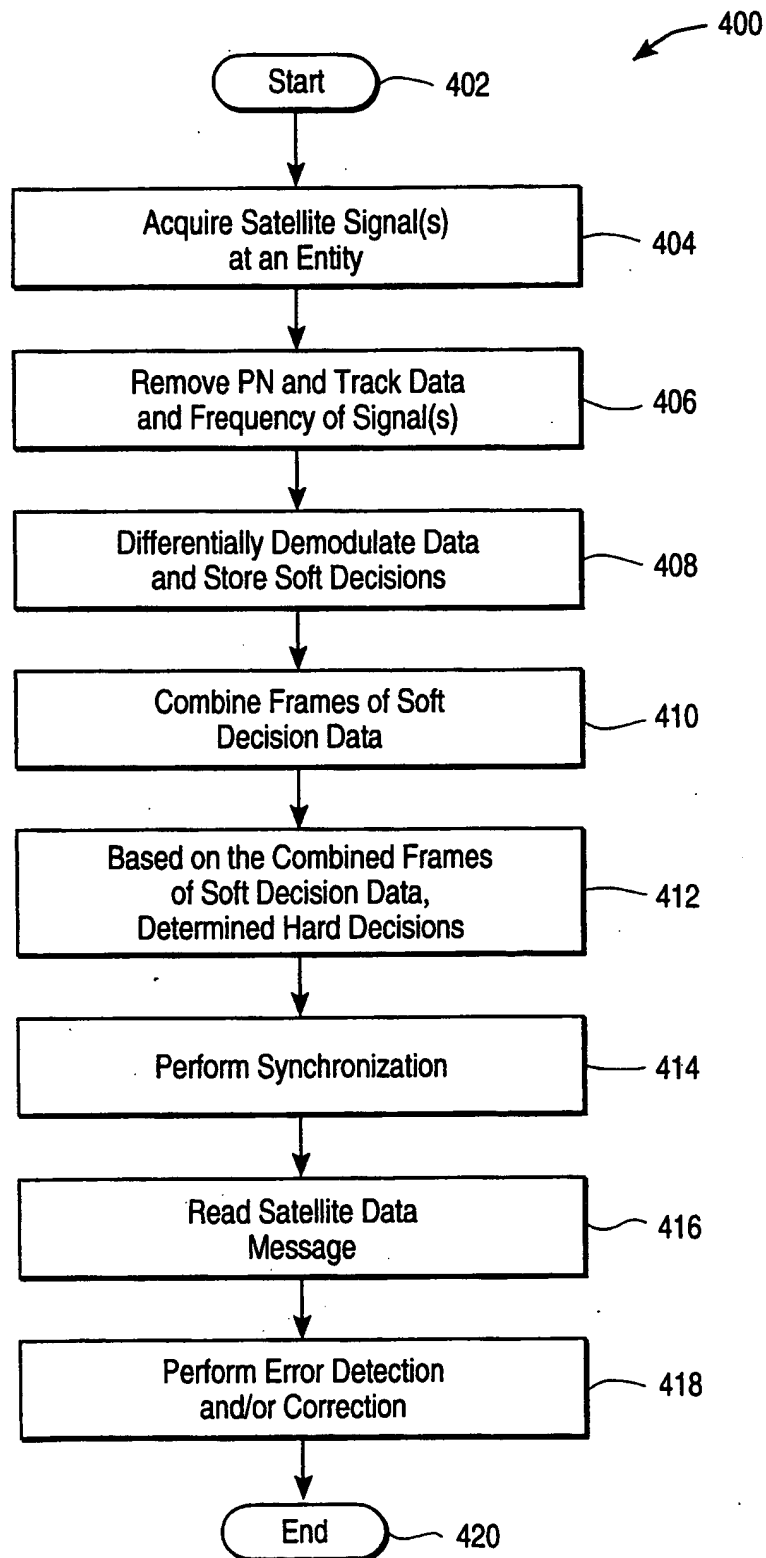 400
Start
402
Acquire Satellite Signal(s)
at an Entity
404
Remove PN and Track Data
and Frequency of Signal(s)
406
Differentially Demodulate Data
and Store Soft Decisions
408
Combine Frames of Soft
Decision Data
410
Based on the Combined Frames
of Soft Decision Data,
Determined Hard Decisions
412
Perform Synchronization
414
Read Satellite Data
Message
416
Perform Error Detection
and/or Correction
418
End
420